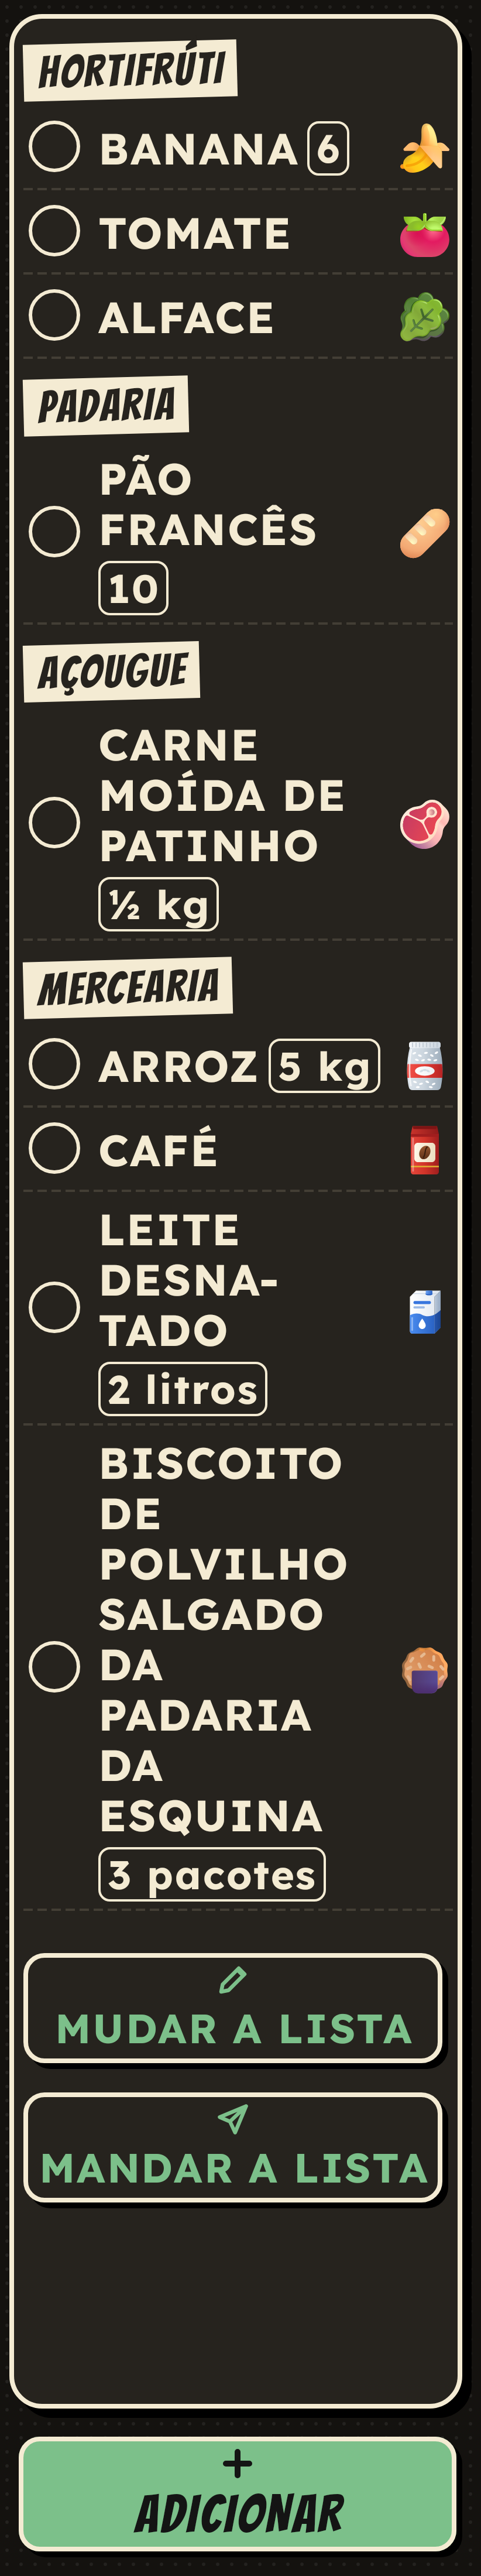 HORTIFRÚTI
BANANA 6
TOMATE
ALFACE
PADARIA
PÃO
FRANCÊS
10
AÇOUGUE
CARNE
MOÍDA DE
PATINHO
½ kg
MERCEARIA
ARROZ 5 kg
CAFÉ
LEITE
DESNA-
TADO
2 litros
BISCOITO
DE
POLVILHO
SALGADO
DA
PADARIA
DA
ESQUINA
3 pacotes
MUDAR A LISTA
MANDAR A LISTA
ADICIONAR